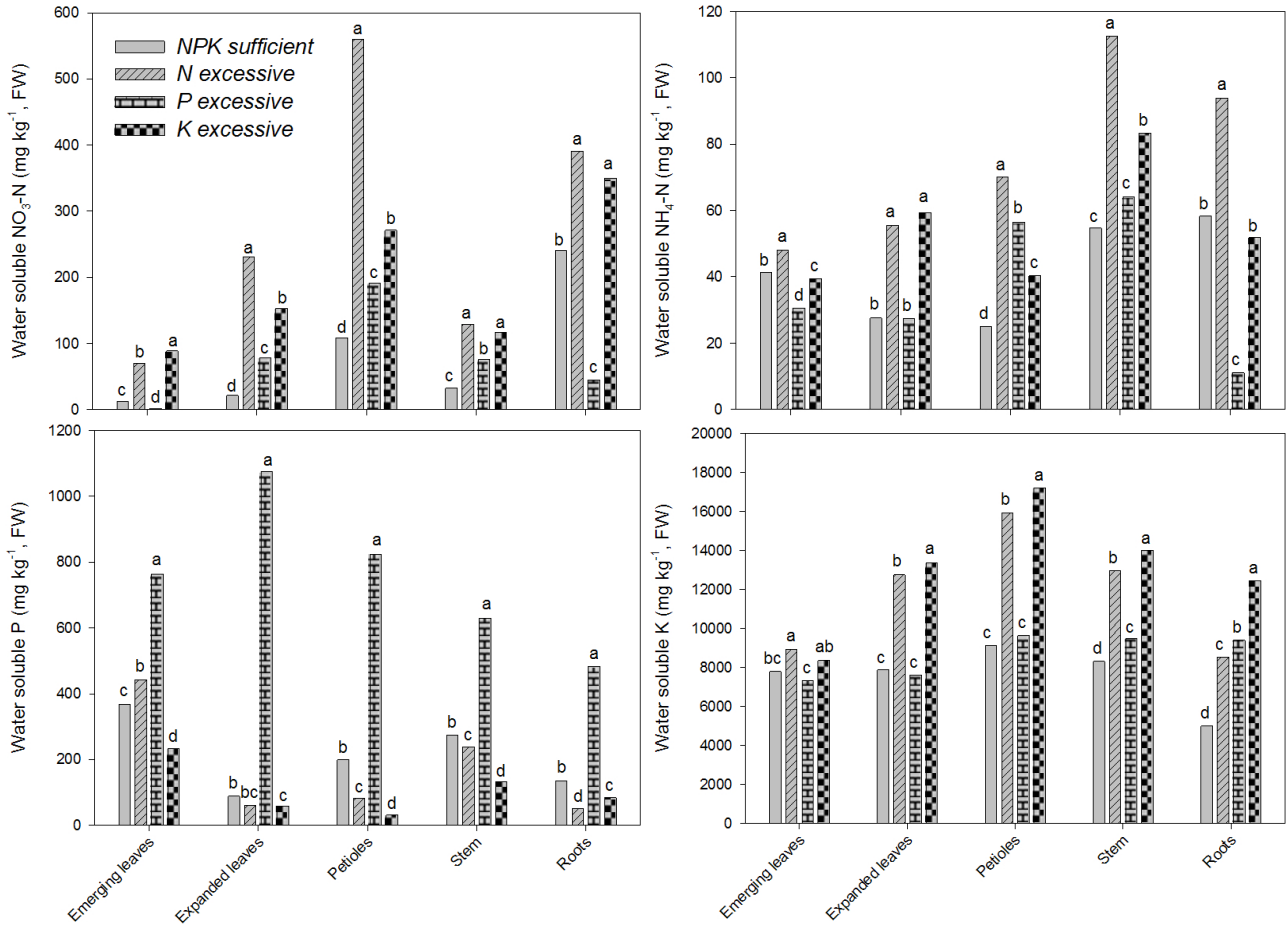 Water soluble NO3-N (mg kg-1, FW)
600
500
400
300
200
100
0
NPK sufficient
N excessive
P excessive
K excessive
c b d a
d a c b
d a c b
c a b a
b a c a
Water soluble NH4-N (mg kg-1, FW)
120
100
80
60
40
20
0
b a d c
b a b a
c a b c
c a c b
b a c b
Water soluble P (mg kg-1, FW)
1200
1000
800
600
400
200
0
c b a d
b bc a c
b c a d
b c a d
b d a c
Emerging leaves
Expanded leaves
Petioles
Stem
Roots
Water soluble K (mg kg-1, FW)
20000
18000
16000
14000
12000
10000
8000
6000
4000
2000
0
bc a c ab
c b c a
c b c a
d b c a
d c b a
Emerging leaves
Expanded leaves
Petioles
Stem
Roots